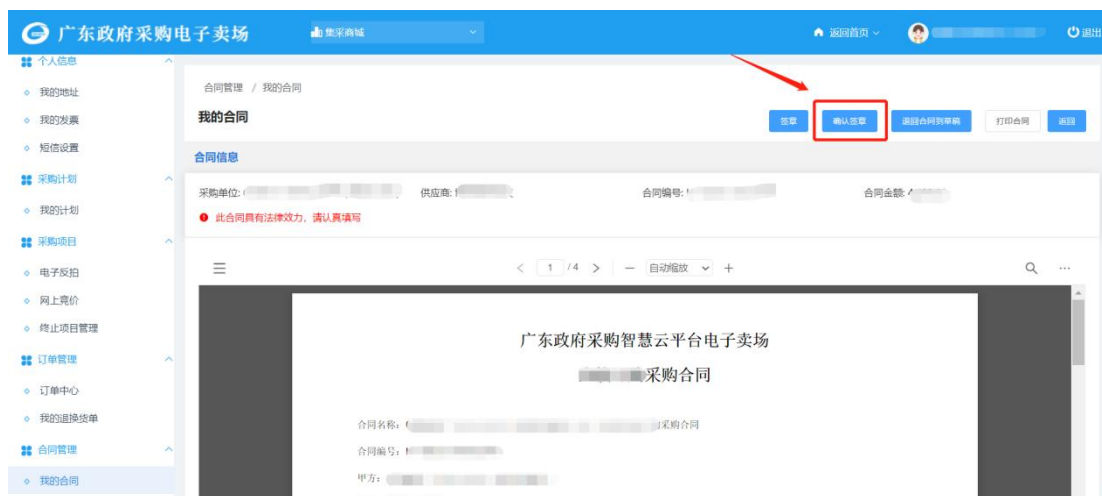 广东政府采购电子卖场
集采商城
返回首页
退出
个人信息
我的地址
我的发票
短信设置
采购计划
我的计划
采购项目
电子反拍
网上竞价
终止项目管理
订单管理
订单中心
我的退换货单
合同管理
我的合同
合同管理 / 我的合同
我的合同
签章 确认签章 退回合同到草稿 打印合同 返回
合同信息
采购单位: 供应商: 合同编号: 合同金额:
此合同具有法律效力，请认真填写
1 /4 自动缩放
广东政府采购智慧云平台电子卖场
采购合同
合同名称: 采购合同
合同编号:
甲方: